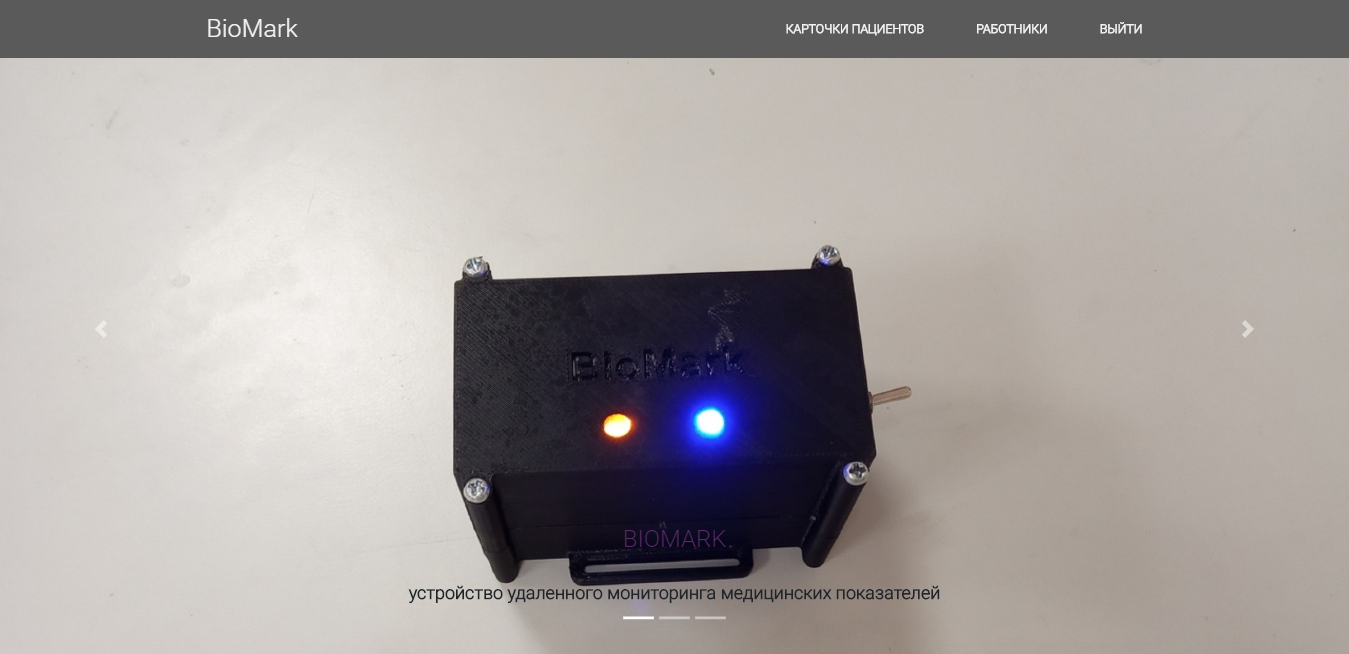 BioMark
КАРТОЧКИ ПАЦИЕНТОВ РАБОТНИКИ ВЫЙТИ
BioMark
BIOMARK
устройство удаленного мониторинга медицинских показателей